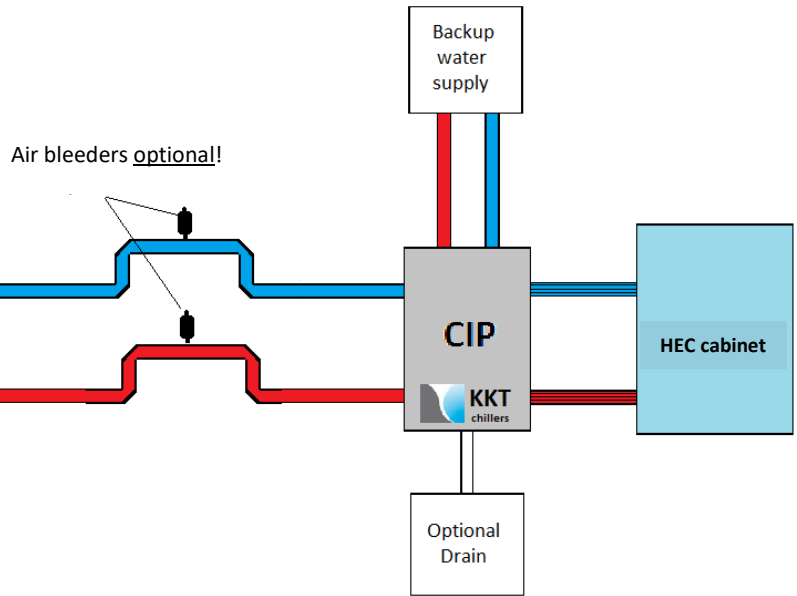 Backup
water
supply
Air bleeders optional!
CIP
HEC cabinet
KKT
chillers
Optional
Drain